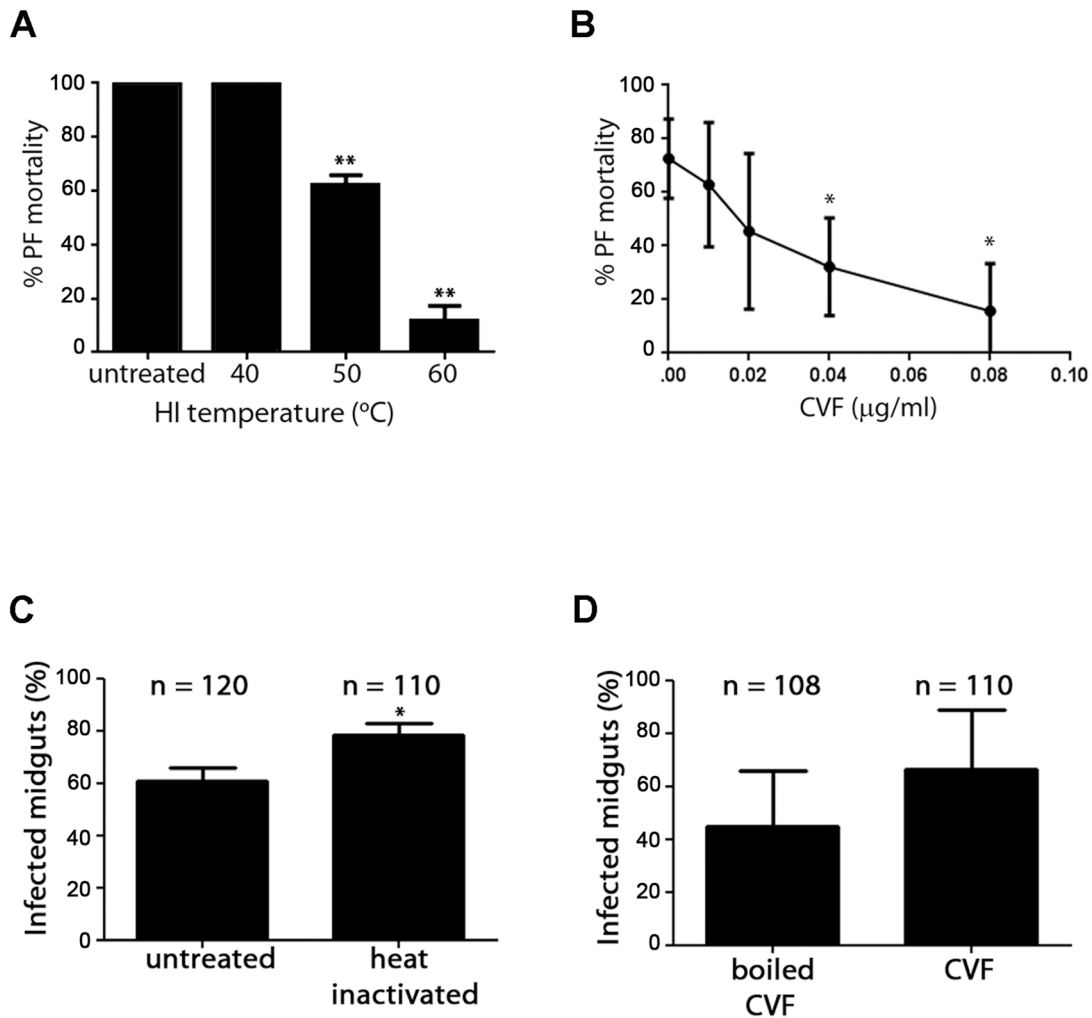 A
% PF mortality
100
80
60
40
20
0
**
**
untreated 40 50 60
HI temperature (ºC)
B
% PF mortality
100
80
60
40
20
0
*
*
.00 0.02 0.04 0.06 0.08 0.10
CVF (μg/ml)
C
Infected midguts (%)
100
80
60
40
20
0
n = 120 n = 110
*
untreated heat
inactivated
D
Infected midguts (%)
100
80
60
40
20
0
n = 108 n = 110
boiled CVF
CVF